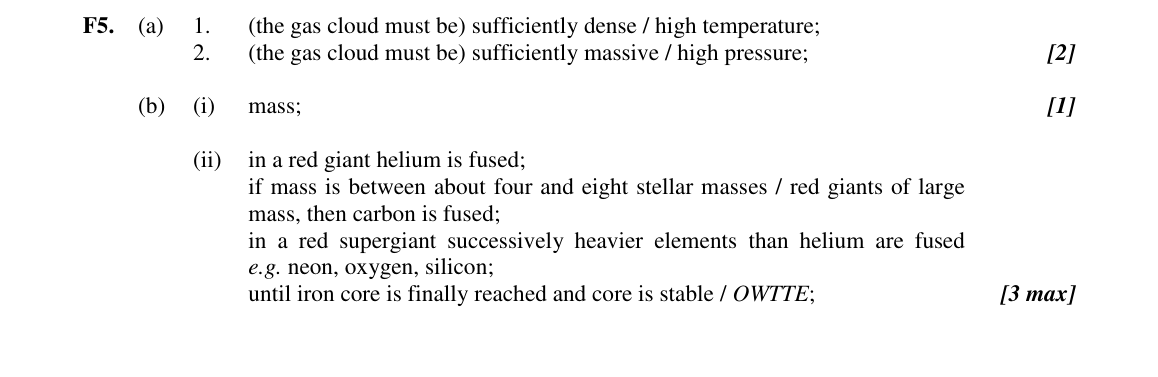 F5. (a) 1. (the gas cloud must be) sufficiently dense / high temperature;
2. (the gas cloud must be) sufficiently massive / high pressure; [2]
(b) (i) mass; [1]
(ii) in a red giant helium is fused;
if mass is between about four and eight stellar masses / red giants of large
mass, then carbon is fused;
in a red supergiant successively heavier elements than helium are fused
e.g. neon, oxygen, silicon;
until iron core is finally reached and core is stable / OWTTE; [3 max]